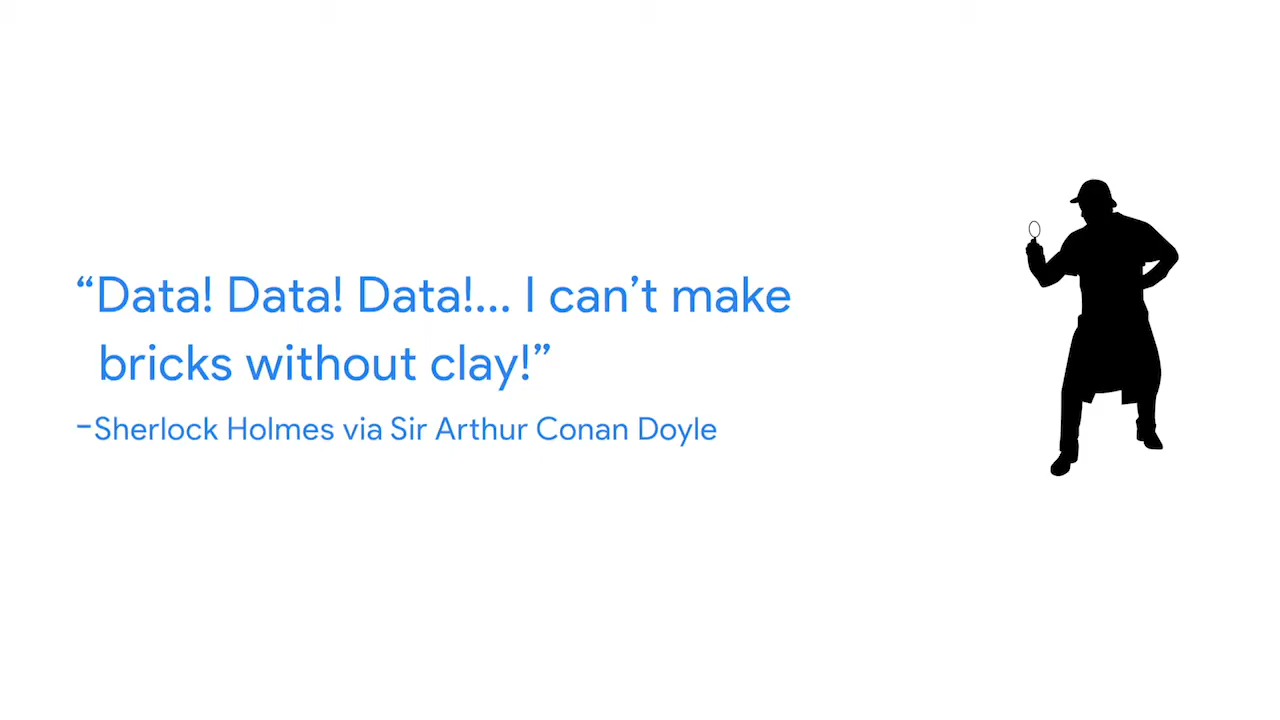 “Data! Data! Data!... I can’t make
bricks without clay!”
–Sherlock Holmes via Sir Arthur Conan Doyle